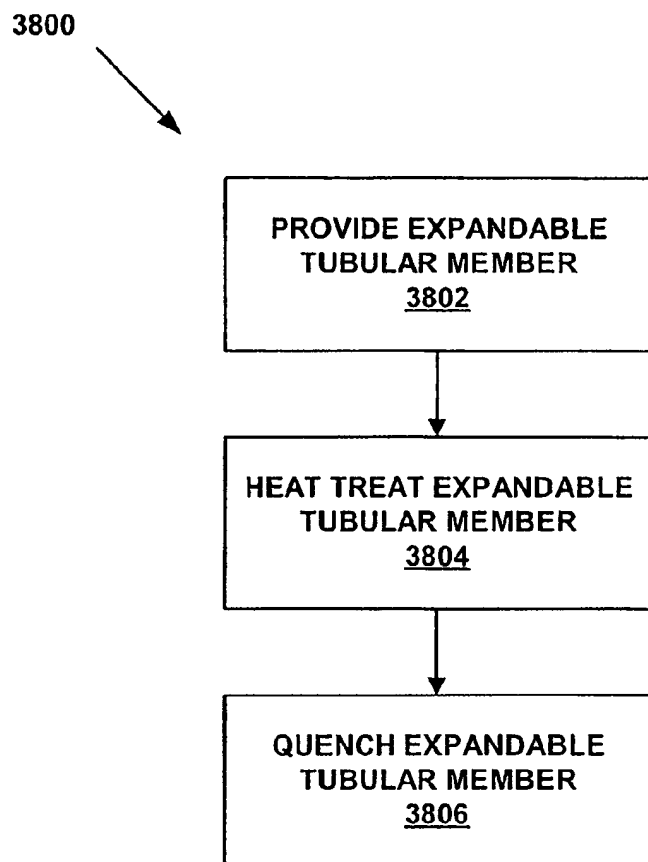 3800
PROVIDE EXPANDABLE
TUBULAR MEMBER
3802
HEAT TREAT EXPANDABLE
TUBULAR MEMBER
3804
QUENCH EXPANDABLE
TUBULAR MEMBER
3806